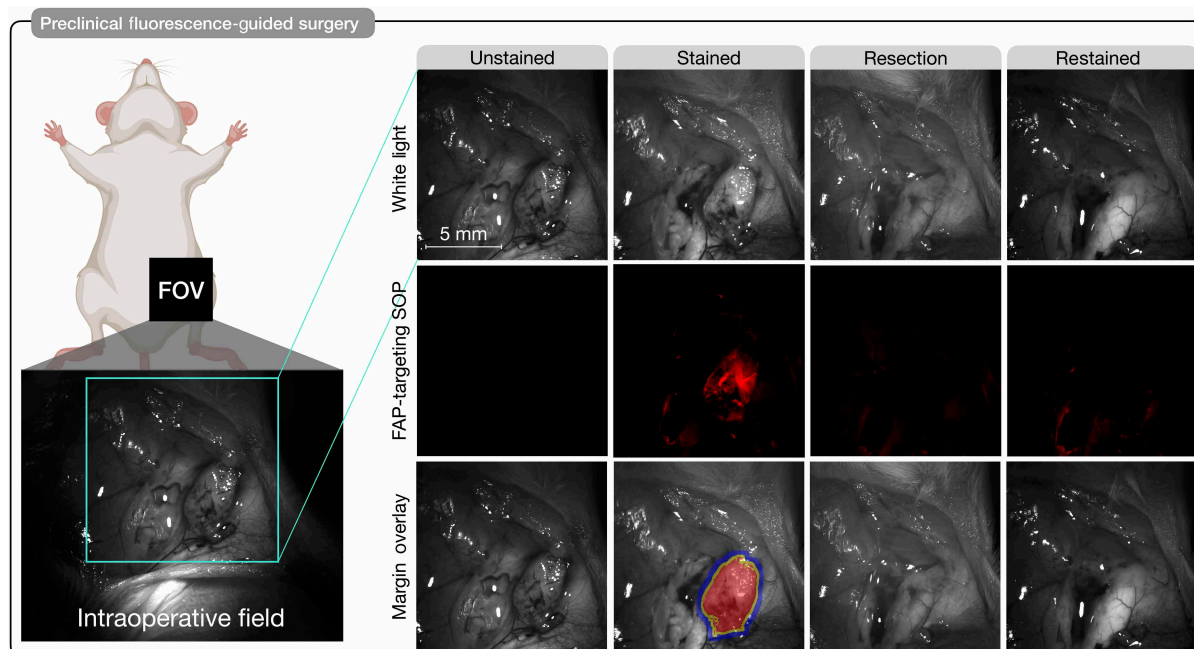 Preclinical fluorescence-guided surgery
Unstained
Stained
Resection
Restained
White light
5 mm
FOV
FAP-targeting SOP
Margin overlay
Intraoperative field